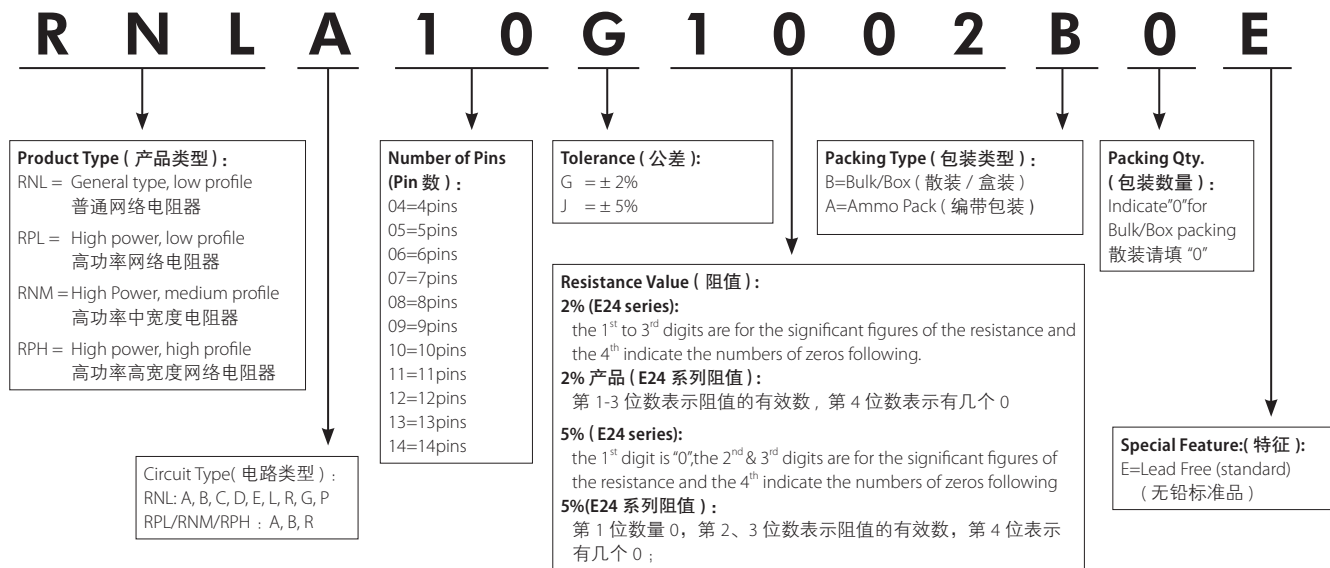 R N L A 1 0 G 1 0 0 2 B 0 E
Product Type ( 产品类型 ) :
RNL = General type, low profile
普通网络电阻器
RPL = High power, low profile
高功率网络电阻器
RNM = High Power, medium profile
高功率中宽度电阻器
RPH = High power, high profile
高功率高宽度网络电阻器
Circuit Type( 电路类型 ) :
RNL: A, B, C, D, E, L, R, G, P
RPL/RNM/RPH : A, B, R
Number of Pins
(Pin 数 ) :
04=4pins
05=5pins
06=6pins
07=7pins
08=8pins
09=9pins
10=10pins
11=11pins
12=12pins
13=13pins
14=14pins
Tolerance ( 公差 ):
G = ± 2%
J = ± 5%
Resistance Value ( 阻值 ) :
2% (E24 series):
the 1st to 3rd digits are for the significant figures of the resistance and
the 4th indicate the numbers of zeros following.
2% 产品 ( E24 系列阻值 ) :
第 1-3 位数表示阻值的有效数 , 第 4 位数表示有几个 0
5% ( E24 series):
the 1st digit is "0",the 2nd & 3rd digits are for the significant figures of
the resistance and the 4th indicate the numbers of zeros following
5%(E24 系列阻值 ) :
第 1 位数量 0，第 2、3 位数表示阻值的有效数，第 4 位表示
有几个 0 ;
Packing Type ( 包装类型 ) :
B=Bulk/Box ( 散装 / 盒装 )
A=Ammo Pack ( 编带包装 )
Packing Qty.
( 包装数量 ) :
Indicate"0"for
Bulk/Box packing
散装请填 "0"
Special Feature:( 特征 ):
E=Lead Free (standard)
( 无铅标准品 )